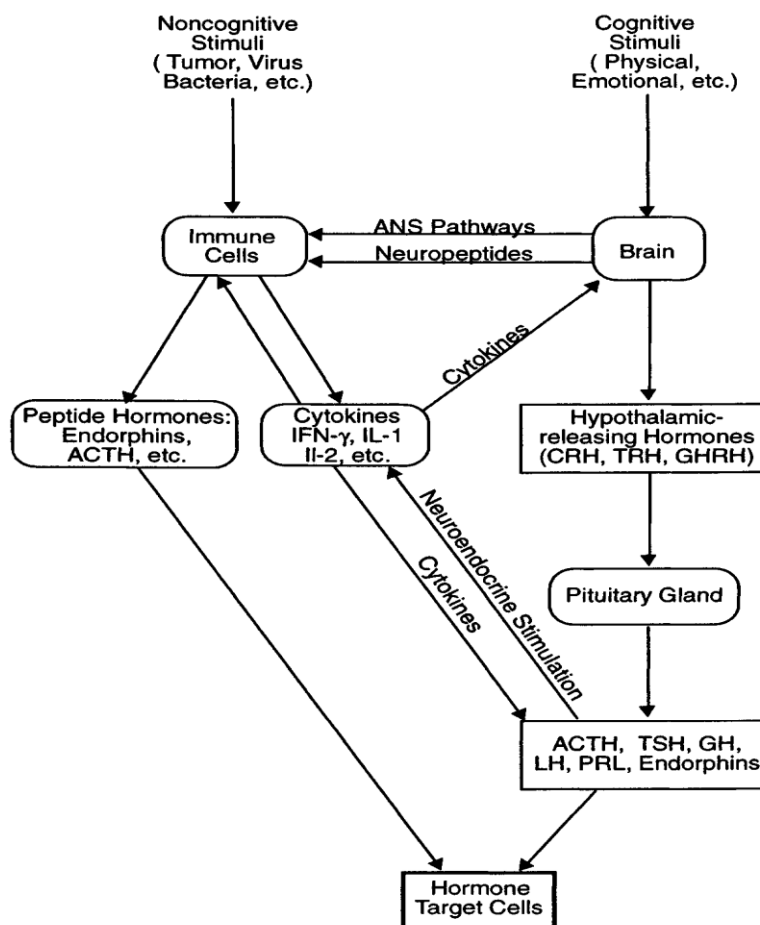 Noncognitive
Stimuli
( Tumor, Virus
Bacteria, etc.)
Cognitive
Stimuli
( Physical,
Emotional, etc.)
Immune
Cells
ANS Pathways
Neuropeptides
Brain
Cytokines
Peptide Hormones:
Endorphins,
ACTH, etc.
Cytokines
IFN-γ, IL-1
Il-2, etc.
Hypothalamic-
releasing Hormones
(CRH, TRH, GHRH)
Cytokines
Neuroendocrine Stimulation
Pituitary Gland
ACTH, TSH, GH,
LH, PRL, Endorphins
Hormone
Target Cells